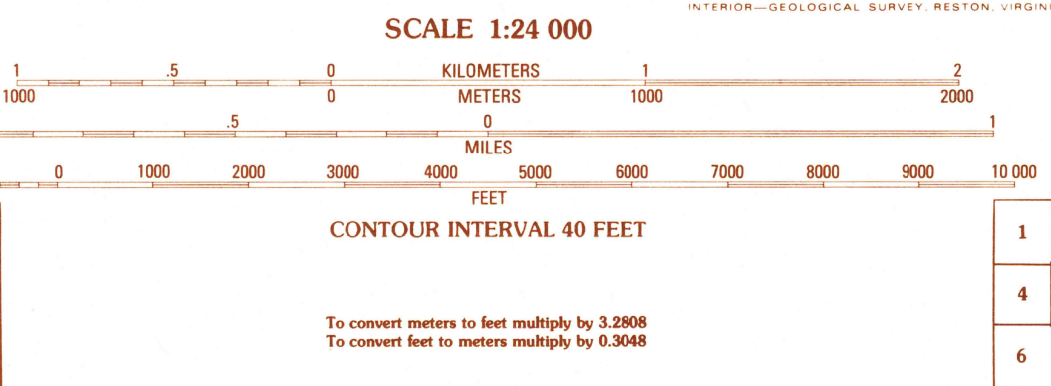 INTERIOR—GEOLOGICAL SURVEY, RESTON, VIRGINI
SCALE 1:24 000
1 .5 0 KILOMETERS 1 2
1000 0 METERS 1000 2000
.5 0 1
MILES
0 1000 2000 3000 4000 5000 6000 7000 8000 9000 10 000
FEET
CONTOUR INTERVAL 40 FEET
To convert meters to feet multiply by 3.2808
To convert feet to meters multiply by 0.3048
1
4
6